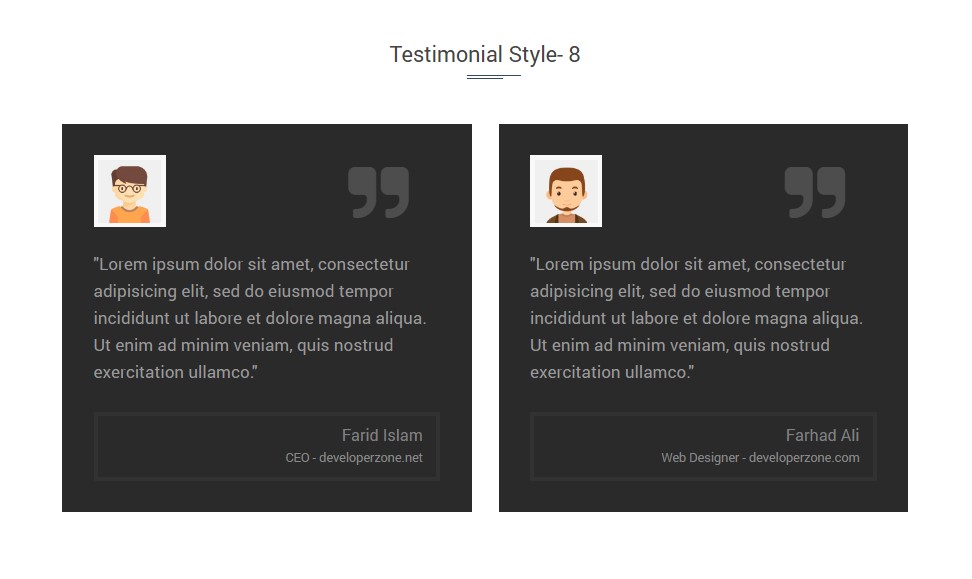 Testimonial Style- 8
"Lorem ipsum dolor sit amet, consectetur
adipisicing elit, sed do eiusmod tempor
incididunt ut labore et dolore magna aliqua.
Ut enim ad minim veniam, quis nostrud
exercitation ullamco."
Farid Islam
CEO - developerzone.net
"Lorem ipsum dolor sit amet, consectetur
adipisicing elit, sed do eiusmod tempor
incididunt ut labore et dolore magna aliqua.
Ut enim ad minim veniam, quis nostrud
exercitation ullamco."
Farhad Ali
Web Designer - developerzone.com